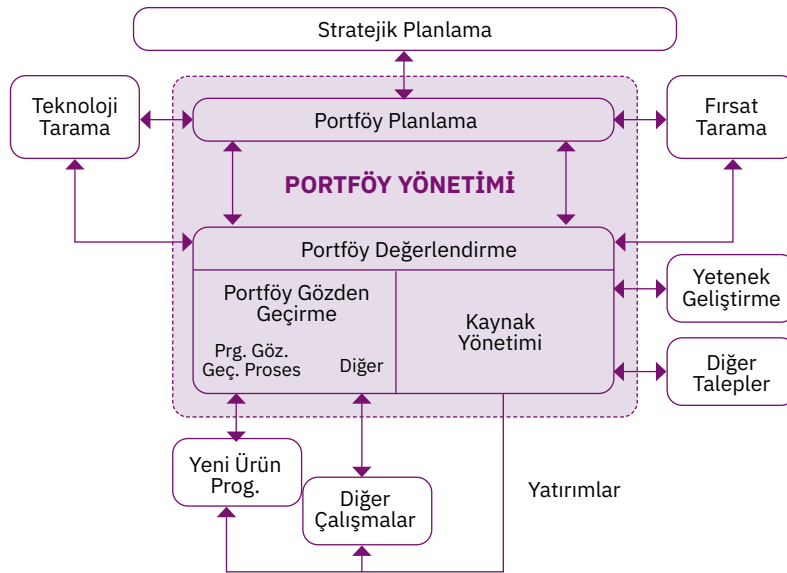 Stratejik Planlama
Teknoloji
Tarama
Portföy Planlama
Fırsat
Tarama
PORTFÖY YÖNETİMİ
Portföy Değerlendirme
Portföy Gözden
Geçirme
Prg. Göz.
Geç. Proses
Diğer
Kaynak
Yönetimi
Yetenek
Geliştirme
Diğer
Talepler
Yeni Ürün
Prog.
Diğer
Çalışmalar
Yatırımlar